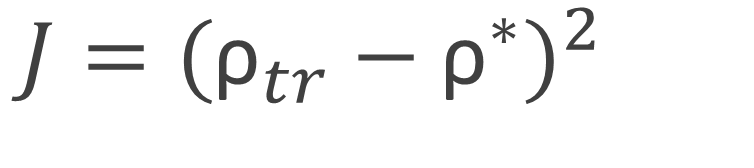 J = (ρ_tr − ρ*)²